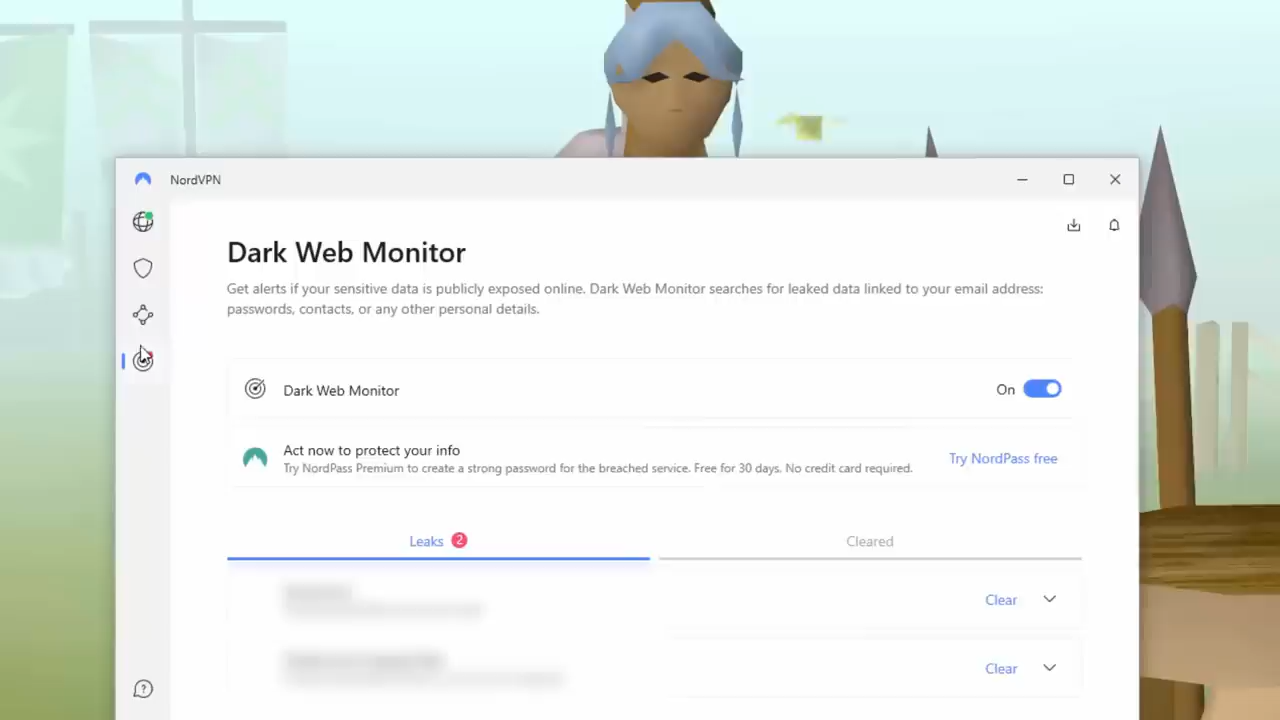 NordVPN
Dark Web Monitor
Get alerts if your sensitive data is publicly exposed online. Dark Web Monitor searches for leaked data linked to your email address:
passwords, contacts, or any other personal details.
Dark Web Monitor
On
Act now to protect your info
Try NordPass Premium to create a strong password for the breached service. Free for 30 days. No credit card required.
Try NordPass free
Leaks 2
Cleared
Clear
Clear